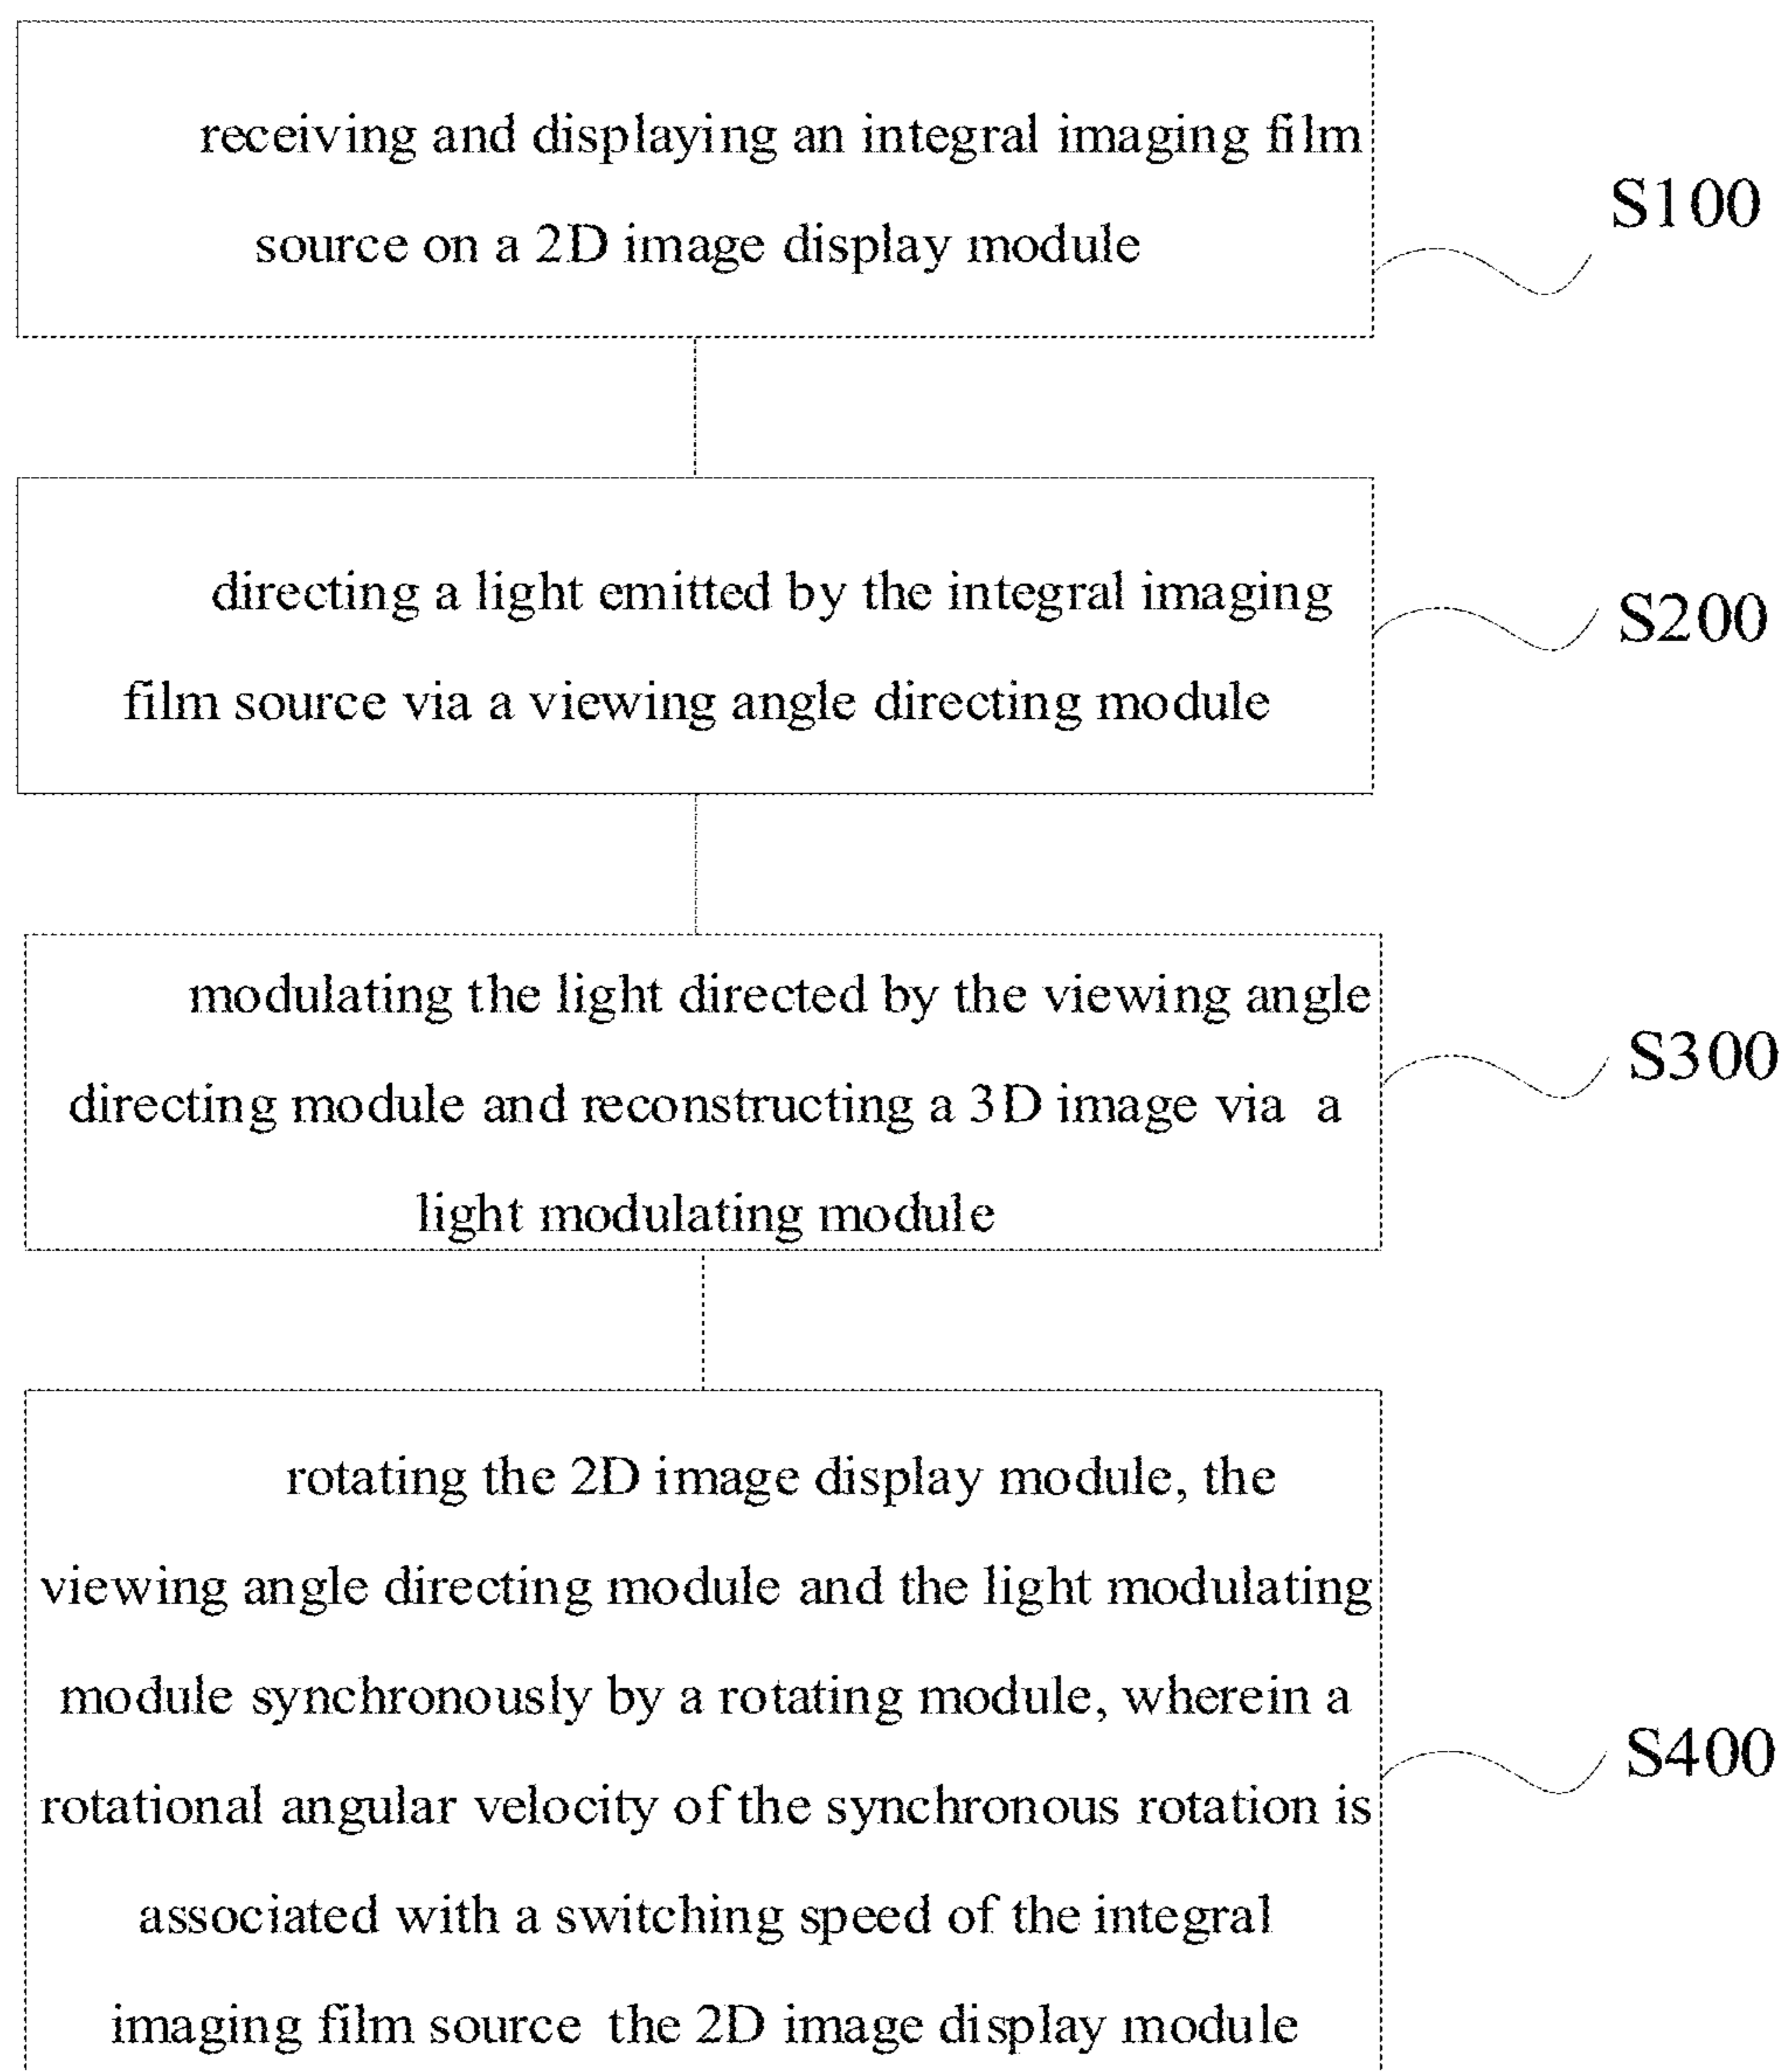 receiving and displaying an integral imaging film
source on a 2D image display module
S100
directing a light emitted by the integral imaging
film source via a viewing angle directing module
S200
modulating the light directed by the viewing angle
directing module and reconstructing a 3D image via a
light modulating module
S300
rotating the 2D image display module, the
viewing angle directing module and the light modulating
module synchronously by a rotating module, wherein a
rotational angular velocity of the synchronous rotation is
associated with a switching speed of the integral
imaging film source the 2D image display module
S400